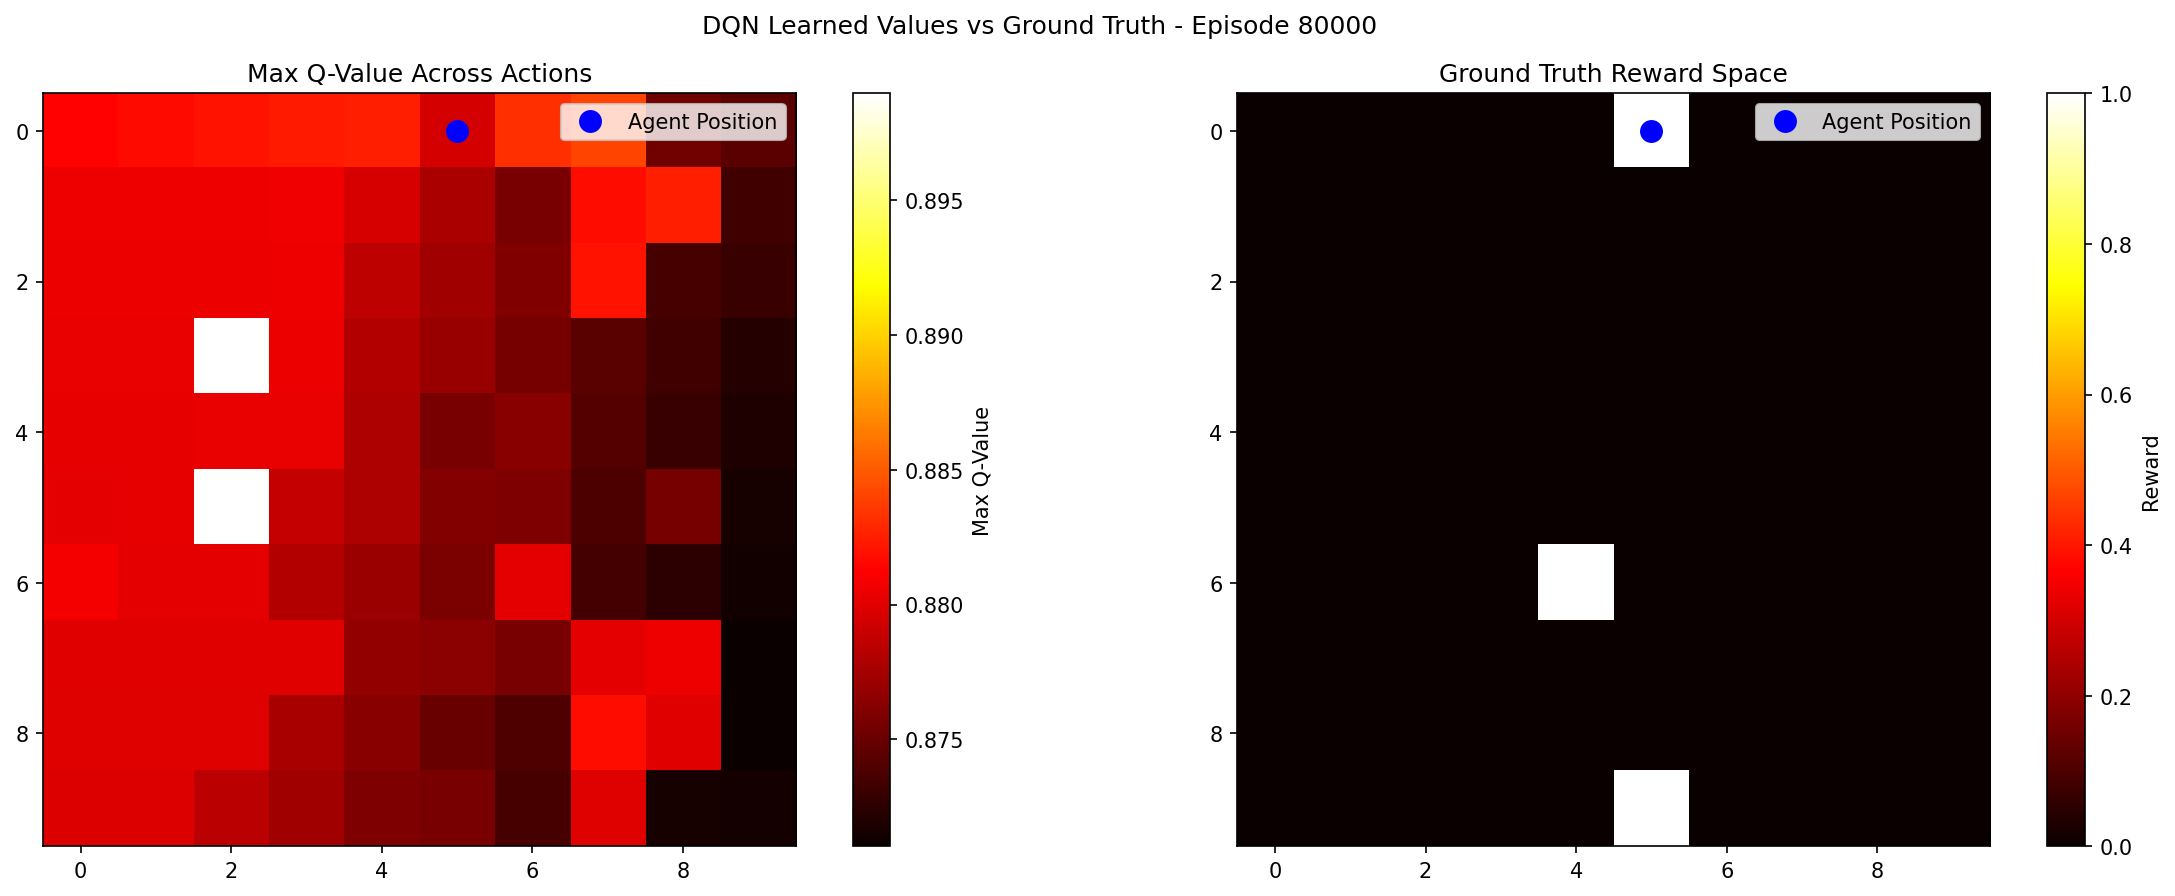 DQN Learned Values vs Ground Truth - Episode 80000
Max Q-Value Across Actions
Agent Position
0
2
4
6
8
0 2 4 6 8
0.895
0.890
0.885
0.880
0.875
Max Q-Value
Ground Truth Reward Space
Agent Position
0
2
4
6
8
0 2 4 6 8
1.0
0.8
0.6
0.4
0.2
0.0
Reward